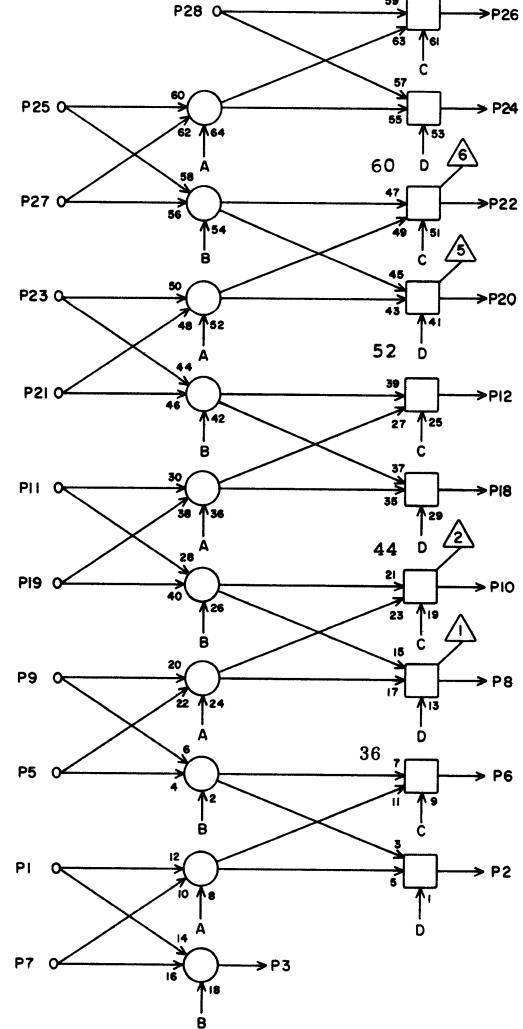 59
P28 P26
63 61
C
57
60
P25 55 P24
62 64 53
A 60 D 6
58
P27 47 P22
56 54 49 51
B C 5
50 45
P23 43 P20
48 52 41
A 52 D
44
P21 39 P12
46 42 27 25
B C
30 37
P11 35 P18
38 36 29
A 44 D 2
28
P19 21 P10
40 26 23 19
B C 1
20 15
P9 17 P8
22 24 13
A D
6 36
P5 7 P6
4 2 11 9
B C
12 3
P1 5 P2
10 8 1
A D
14
P7 P3
16 18
B